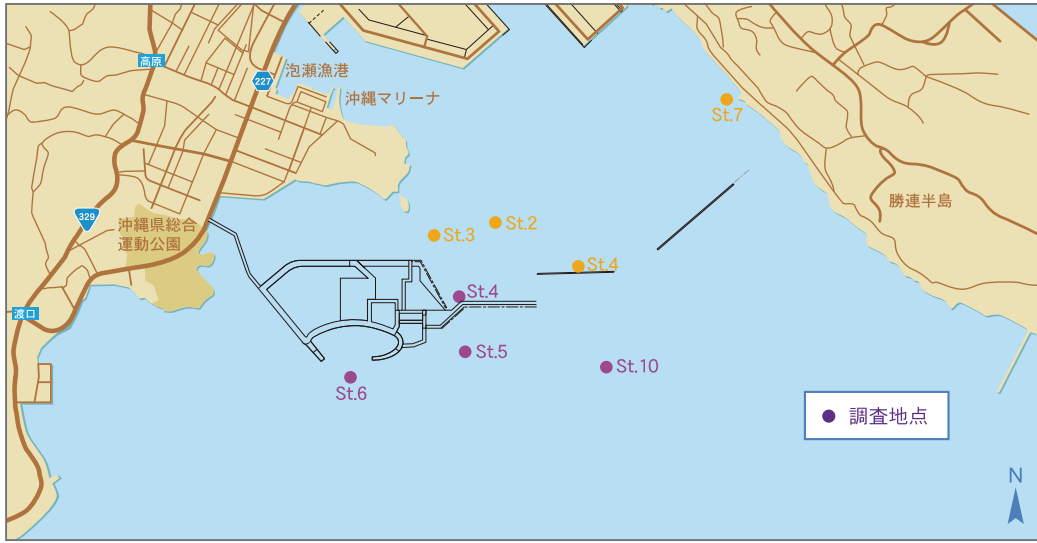 高原
227
泡瀬漁港
沖縄マリーナ
St.7
勝連半島
329
沖縄県総合
運動公園
St.2
St.3
St.4
St.4
渡口
St.5
St.10
St.6
調査地点
N